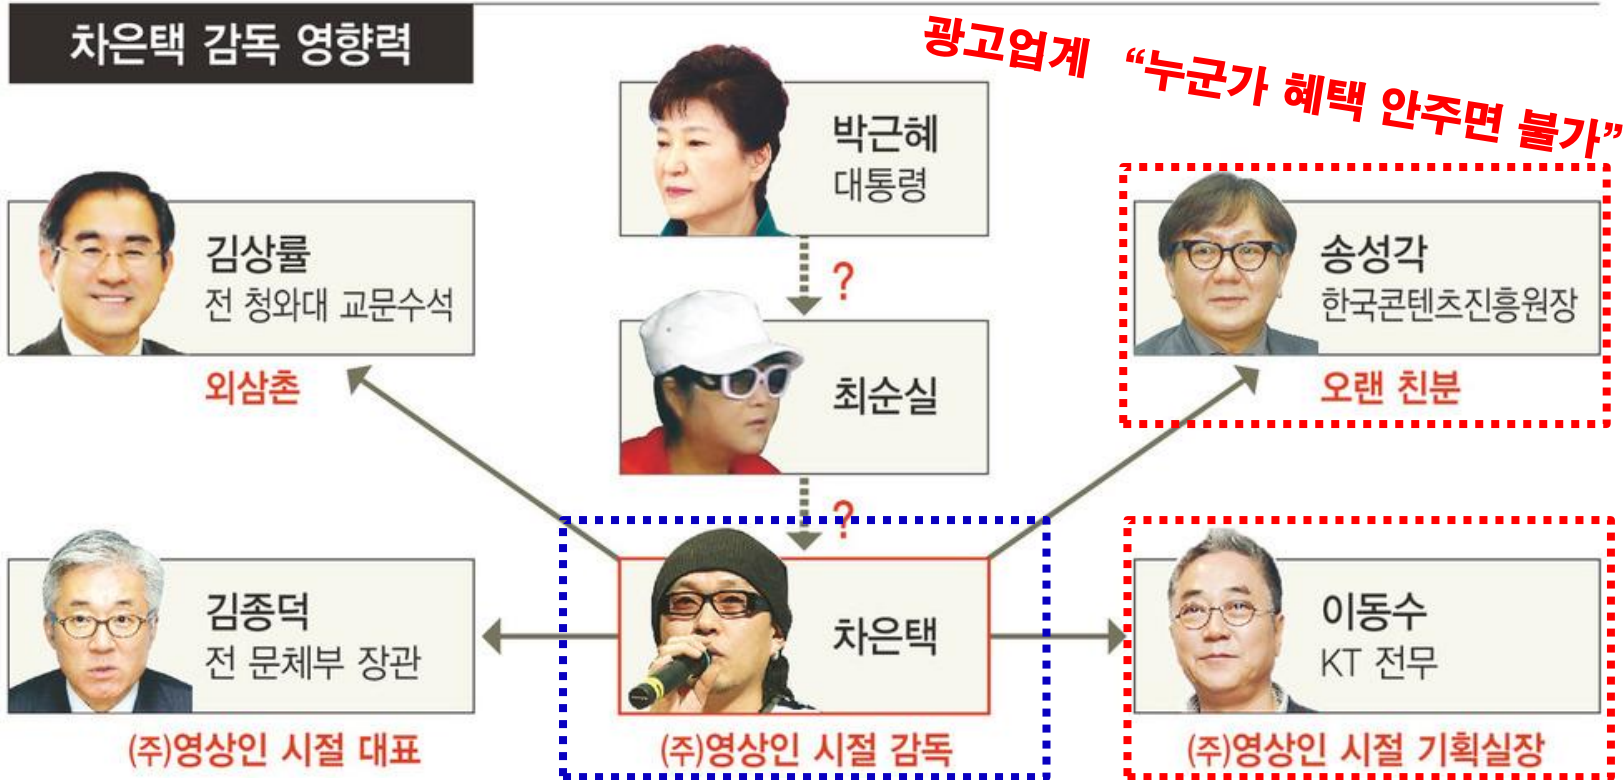 차은택 감독 영향력
광고업계 “누군가 혜택 안주면 불가”
박근혜
대통령
김상률
전 청와대 교문수석
외삼촌
?
송성각
한국콘텐츠진흥원장
오랜 친분
최순실
?
김종덕
전 문체부 장관
(주)영상인 시절 대표
차은택
(주)영상인 시절 감독
이동수
KT 전무
(주)영상인 시절 기획실장